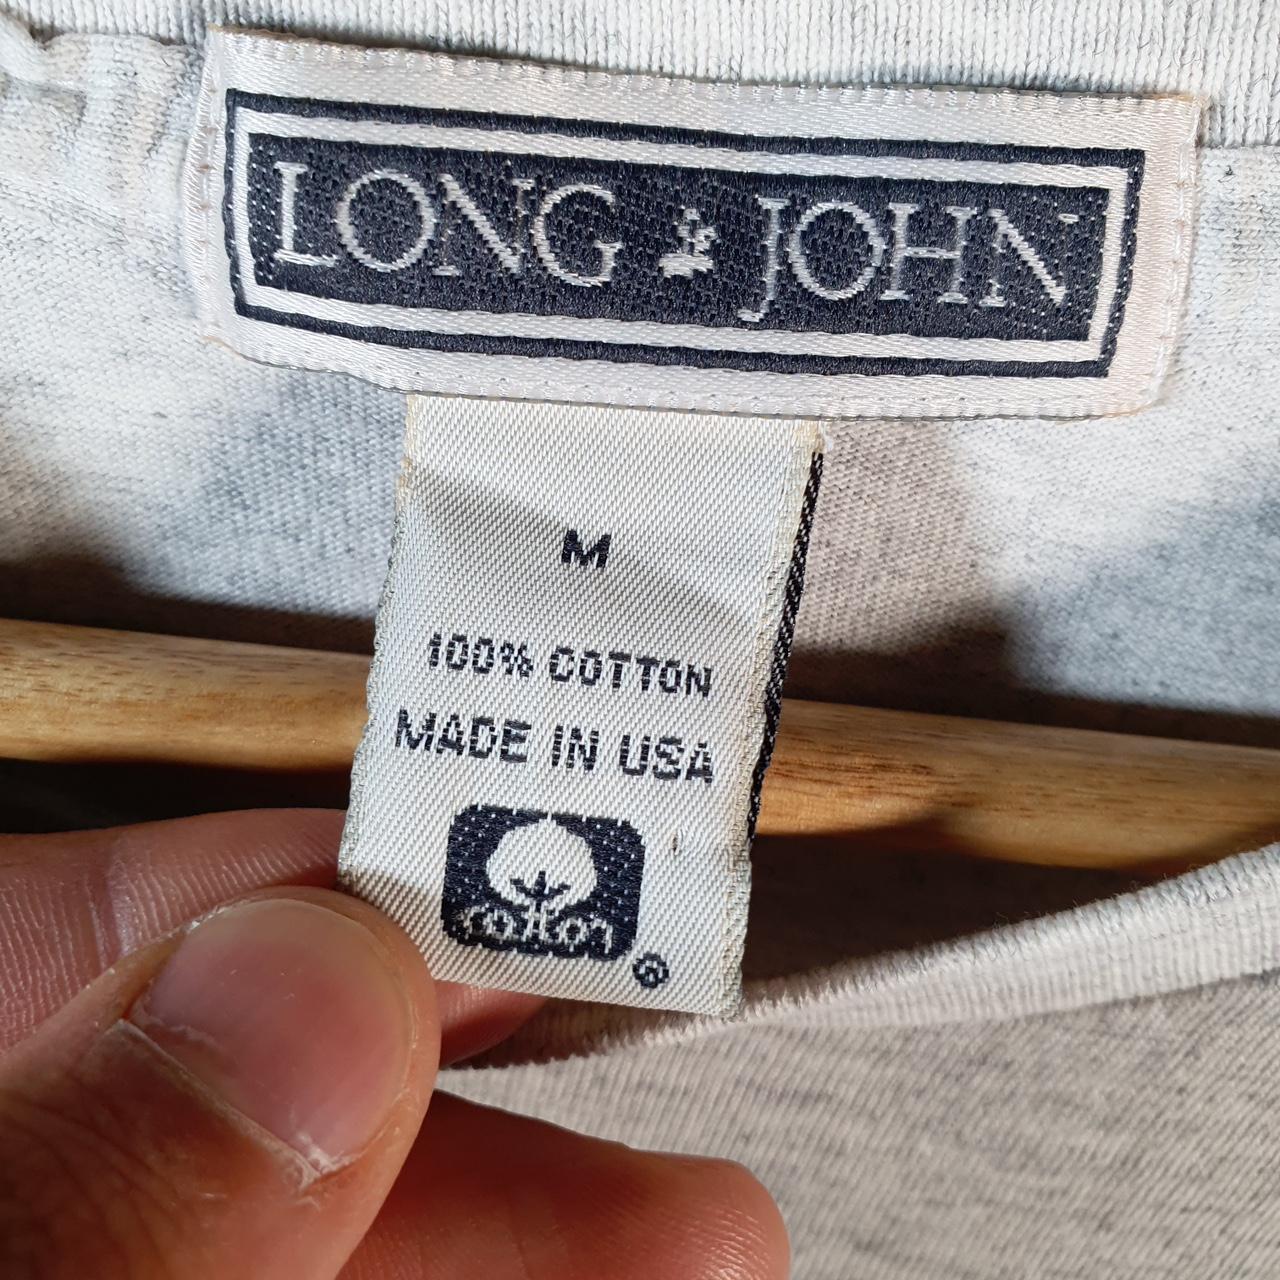 LONG JOHN
M
100% COTTON
MADE IN USA
cotton
®